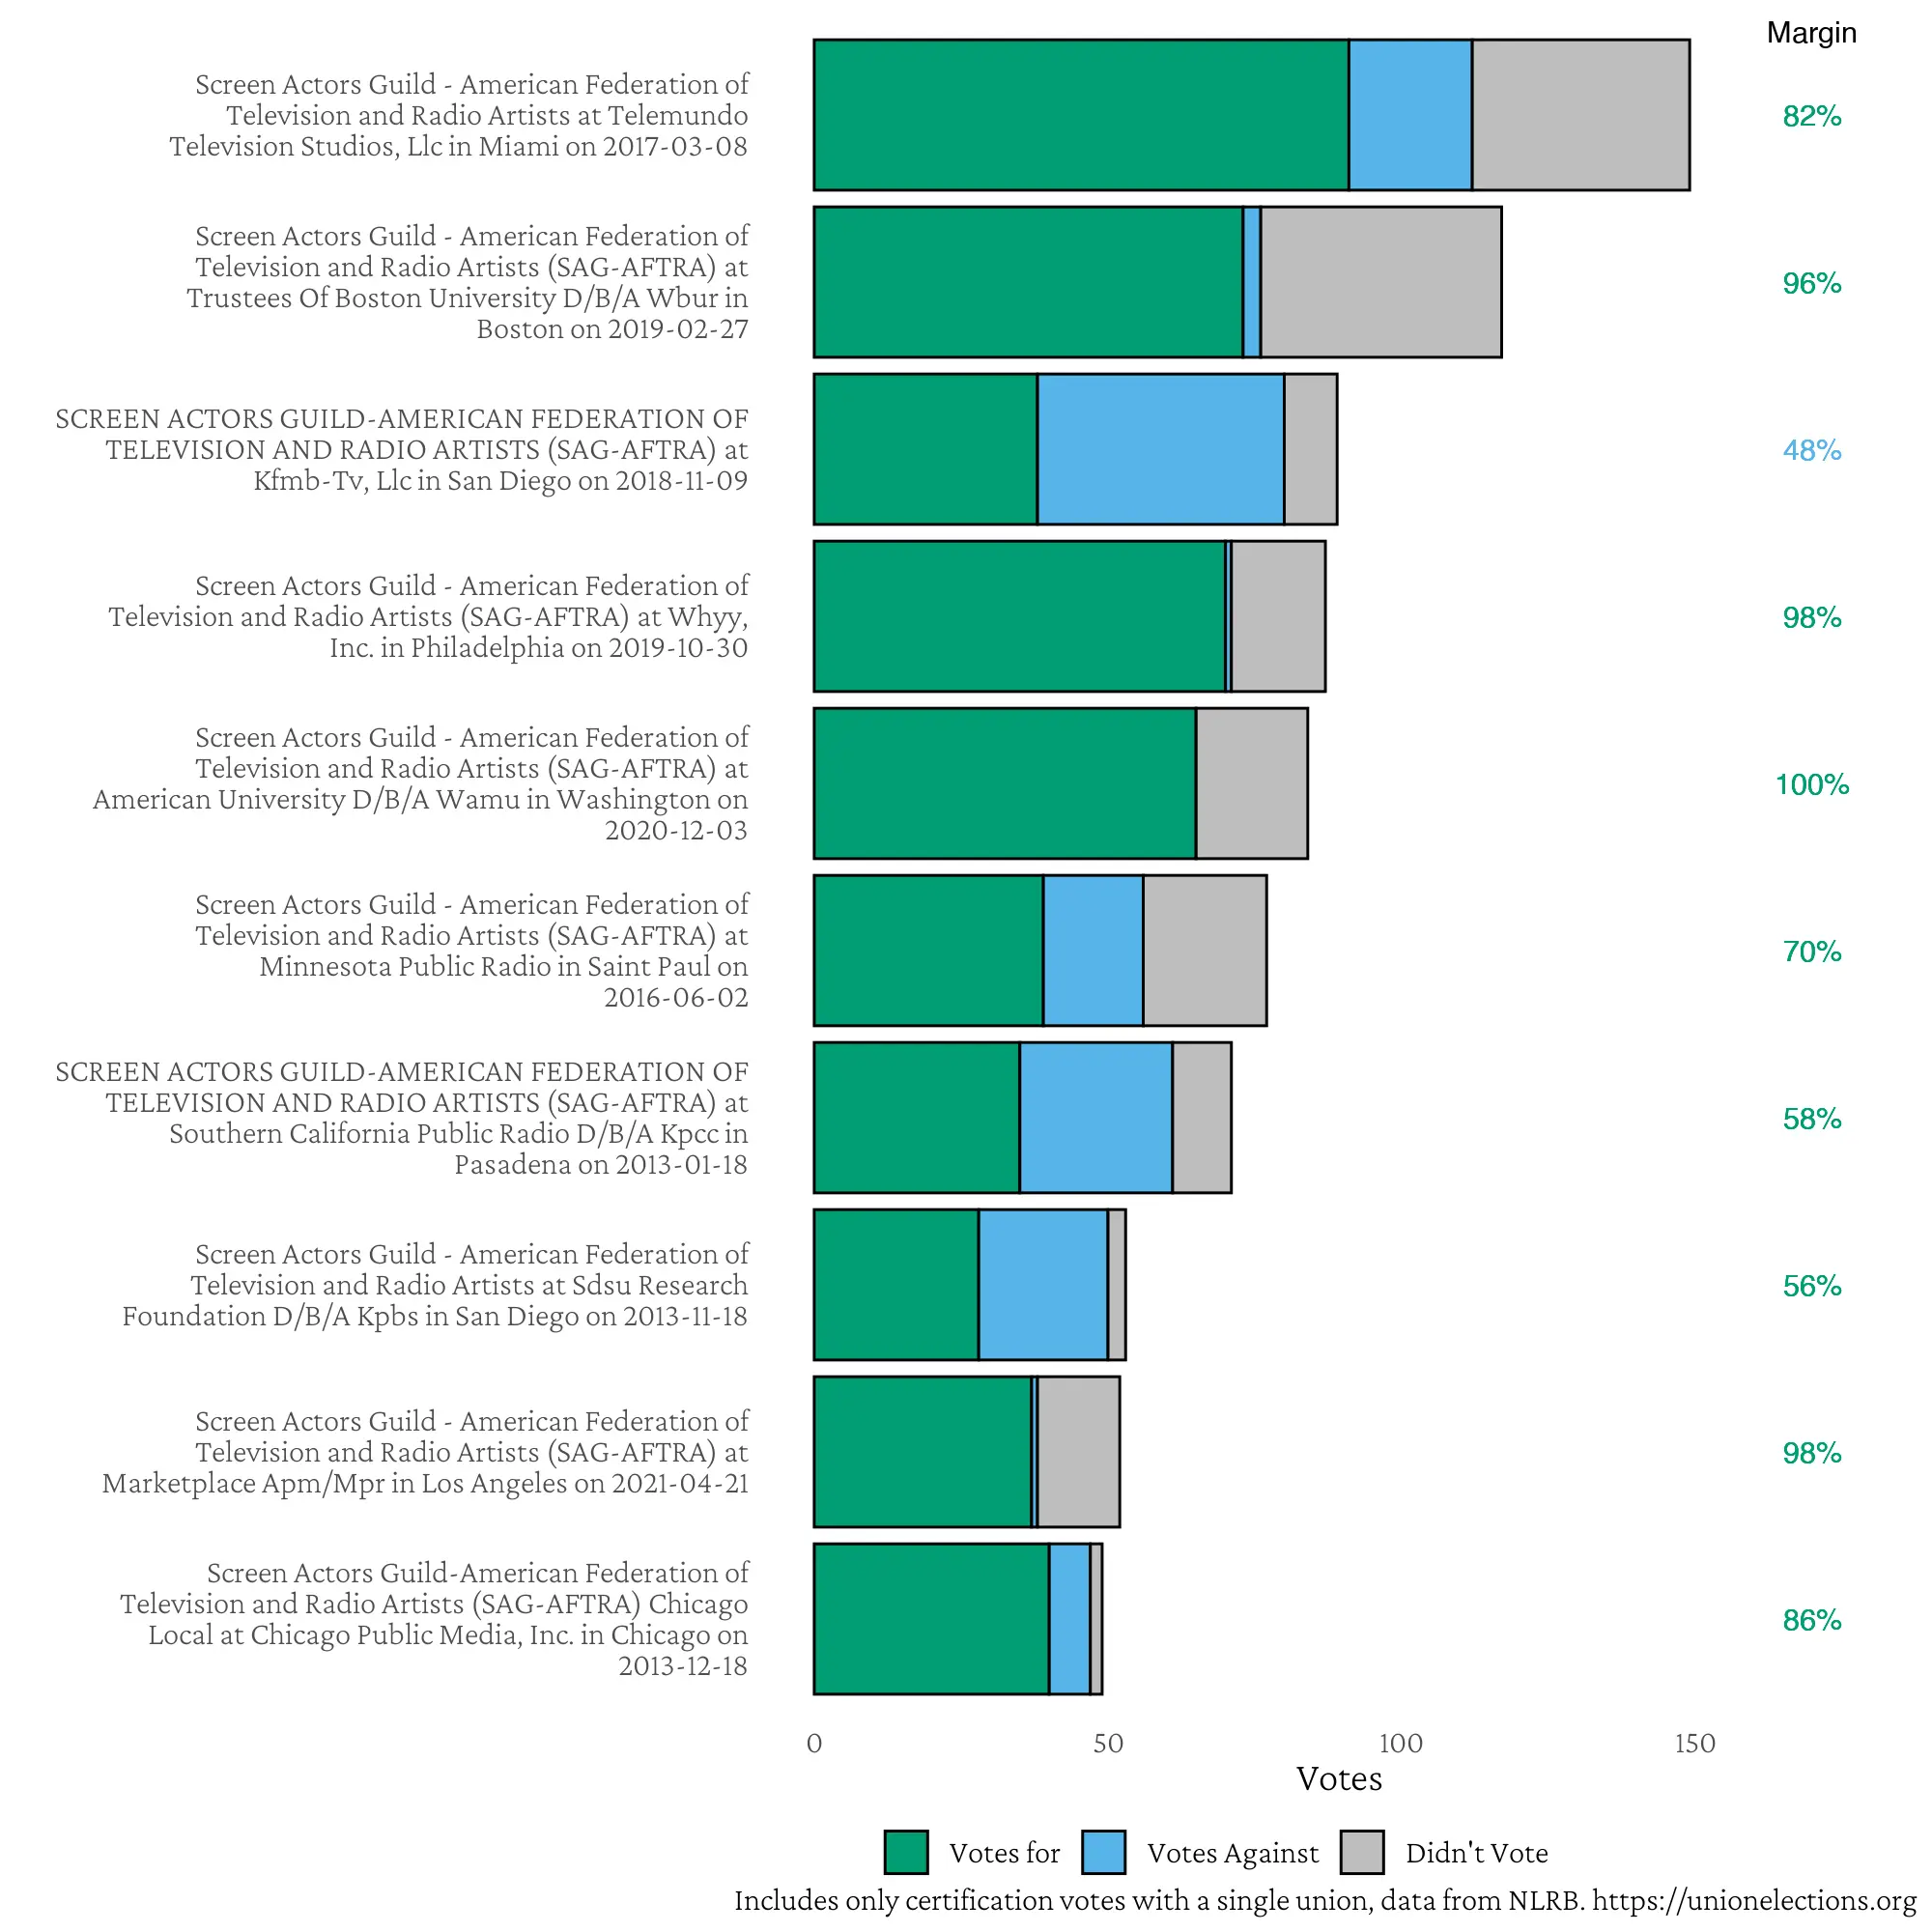 Margin
Screen Actors Guild - American Federation of
Television and Radio Artists at Telemundo
Television Studios, Llc in Miami on 2017-03-08
82%
Screen Actors Guild - American Federation of
Television and Radio Artists (SAG-AFTRA) at
Trustees Of Boston University D/B/A Wbur in
Boston on 2019-02-27
96%
SCREEN ACTORS GUILD-AMERICAN FEDERATION OF
TELEVISION AND RADIO ARTISTS (SAG-AFTRA) at
Kfmb-Tv, Llc in San Diego on 2018-11-09
48%
Screen Actors Guild - American Federation of
Television and Radio Artists (SAG-AFTRA) at Whyy,
Inc. in Philadelphia on 2019-10-30
98%
Screen Actors Guild - American Federation of
Television and Radio Artists (SAG-AFTRA) at
American University D/B/A Wamu in Washington on
2020-12-03
100%
Screen Actors Guild - American Federation of
Television and Radio Artists (SAG-AFTRA) at
Minnesota Public Radio in Saint Paul on
2016-06-02
70%
SCREEN ACTORS GUILD-AMERICAN FEDERATION OF
TELEVISION AND RADIO ARTISTS (SAG-AFTRA) at
Southern California Public Radio D/B/A Kpcc in
Pasadena on 2013-01-18
58%
Screen Actors Guild - American Federation of
Television and Radio Artists at Sdsu Research
Foundation D/B/A Kpbs in San Diego on 2013-11-18
56%
Screen Actors Guild - American Federation of
Television and Radio Artists (SAG-AFTRA) at
Marketplace Apm/Mpr in Los Angeles on 2021-04-21
98%
Screen Actors Guild-American Federation of
Television and Radio Artists (SAG-AFTRA) Chicago
Local at Chicago Public Media, Inc. in Chicago on
2013-12-18
86%
0 50 100 150
Votes
Votes for Votes Against Didn't Vote
Includes only certification votes with a single union, data from NLRB. https://unionelections.org